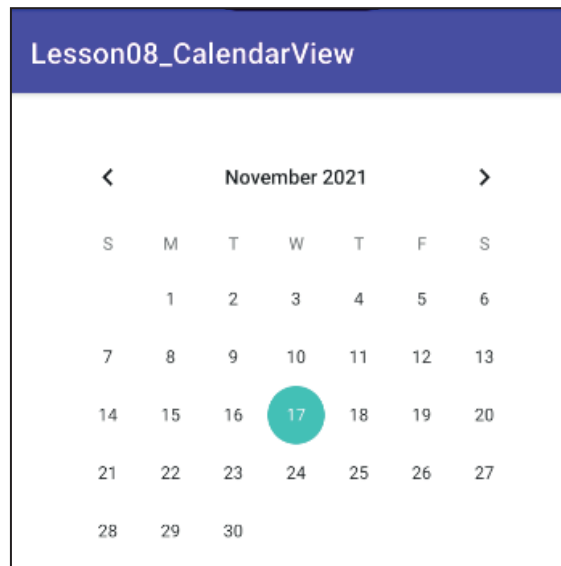 Lesson08_CalendarView
November 2021
S M T W T F S
1 2 3 4 5 6
7 8 9 10 11 12 13
14 15 16 17 18 19 20
21 22 23 24 25 26 27
28 29 30